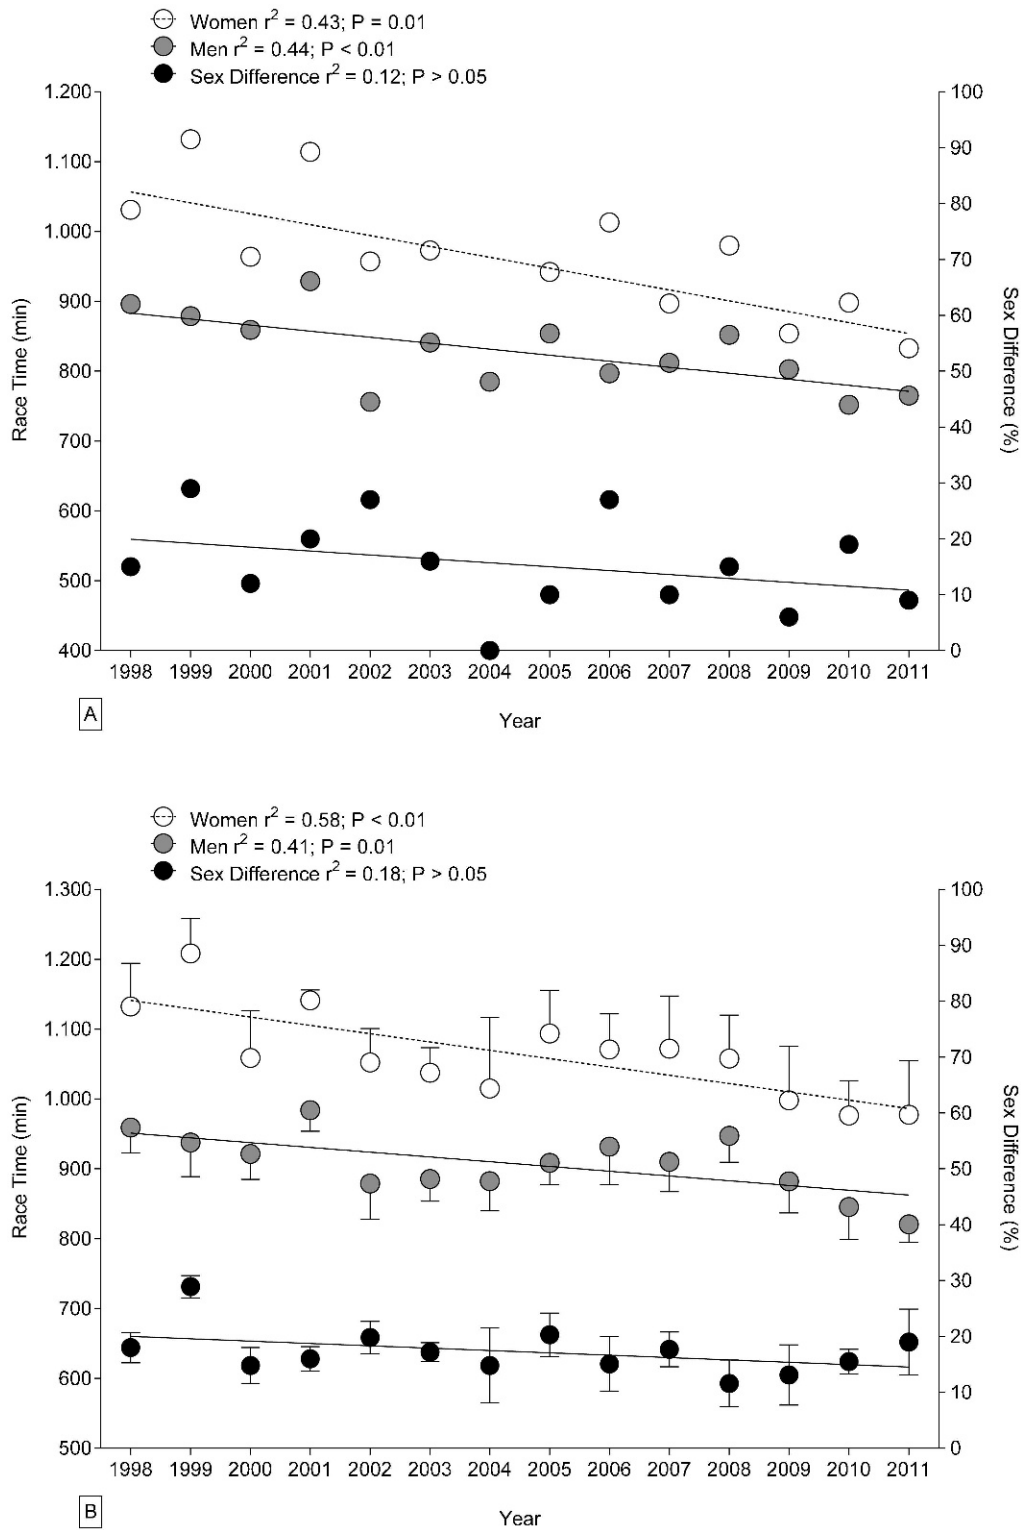 Women r² = 0.43; P = 0.01
Men r² = 0.44; P < 0.01
Sex Difference r² = 0.12; P > 0.05
1.200
1.100
1.000
900
800
700
600
500
400
Race Time (min)
100
90
80
70
60
50
40
30
20
10
0
Sex Difference (%)
1998 1999 2000 2001 2002 2003 2004 2005 2006 2007 2008 2009 2010 2011
A
Year
Women r² = 0.58; P < 0.01
Men r² = 0.41; P = 0.01
Sex Difference r² = 0.18; P > 0.05
1.300
1.200
1.100
1.000
900
800
700
600
500
Race Time (min)
100
90
80
70
60
50
40
30
20
10
0
Sex Difference (%)
1998 1999 2000 2001 2002 2003 2004 2005 2006 2007 2008 2009 2010 2011
B
Year